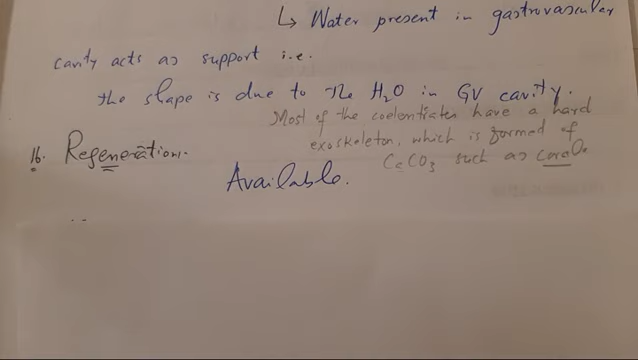 ↳ Water present in gastrovascular
cavity acts as support i.e.
the shape is due to the H₂O in GV cavity.
Most of the coelentrates have a hard
exoskeleton, which is formed of
CaCO₃ such as corals
16. Regeneration.
Available.